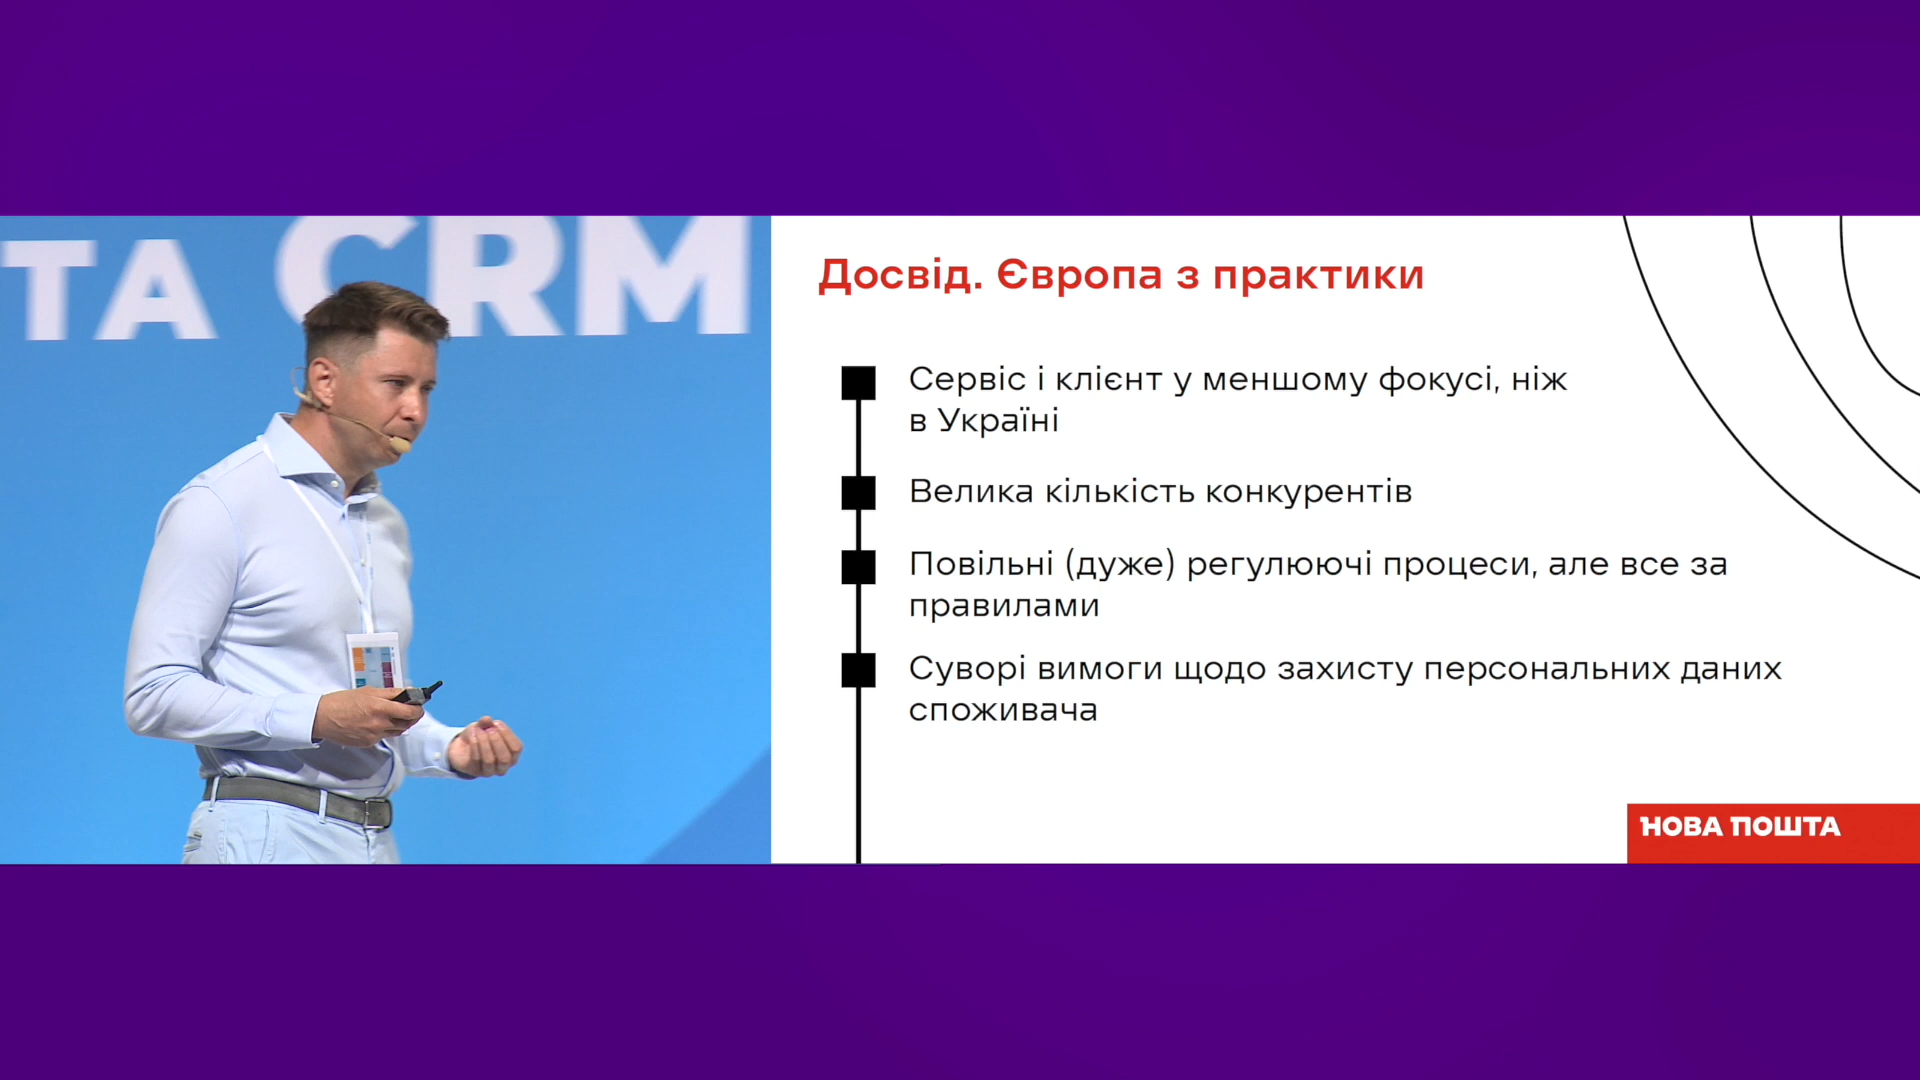 ТА CRM
Досвід. Європа з практики
Сервіс і клієнт у меншому фокусі, ніж
в Україні
Велика кількість конкурентів
Повільні (дуже) регулюючі процеси, але все за
правилами
Суворі вимоги щодо захисту персональних даних
споживача
НОВА ПОШТА